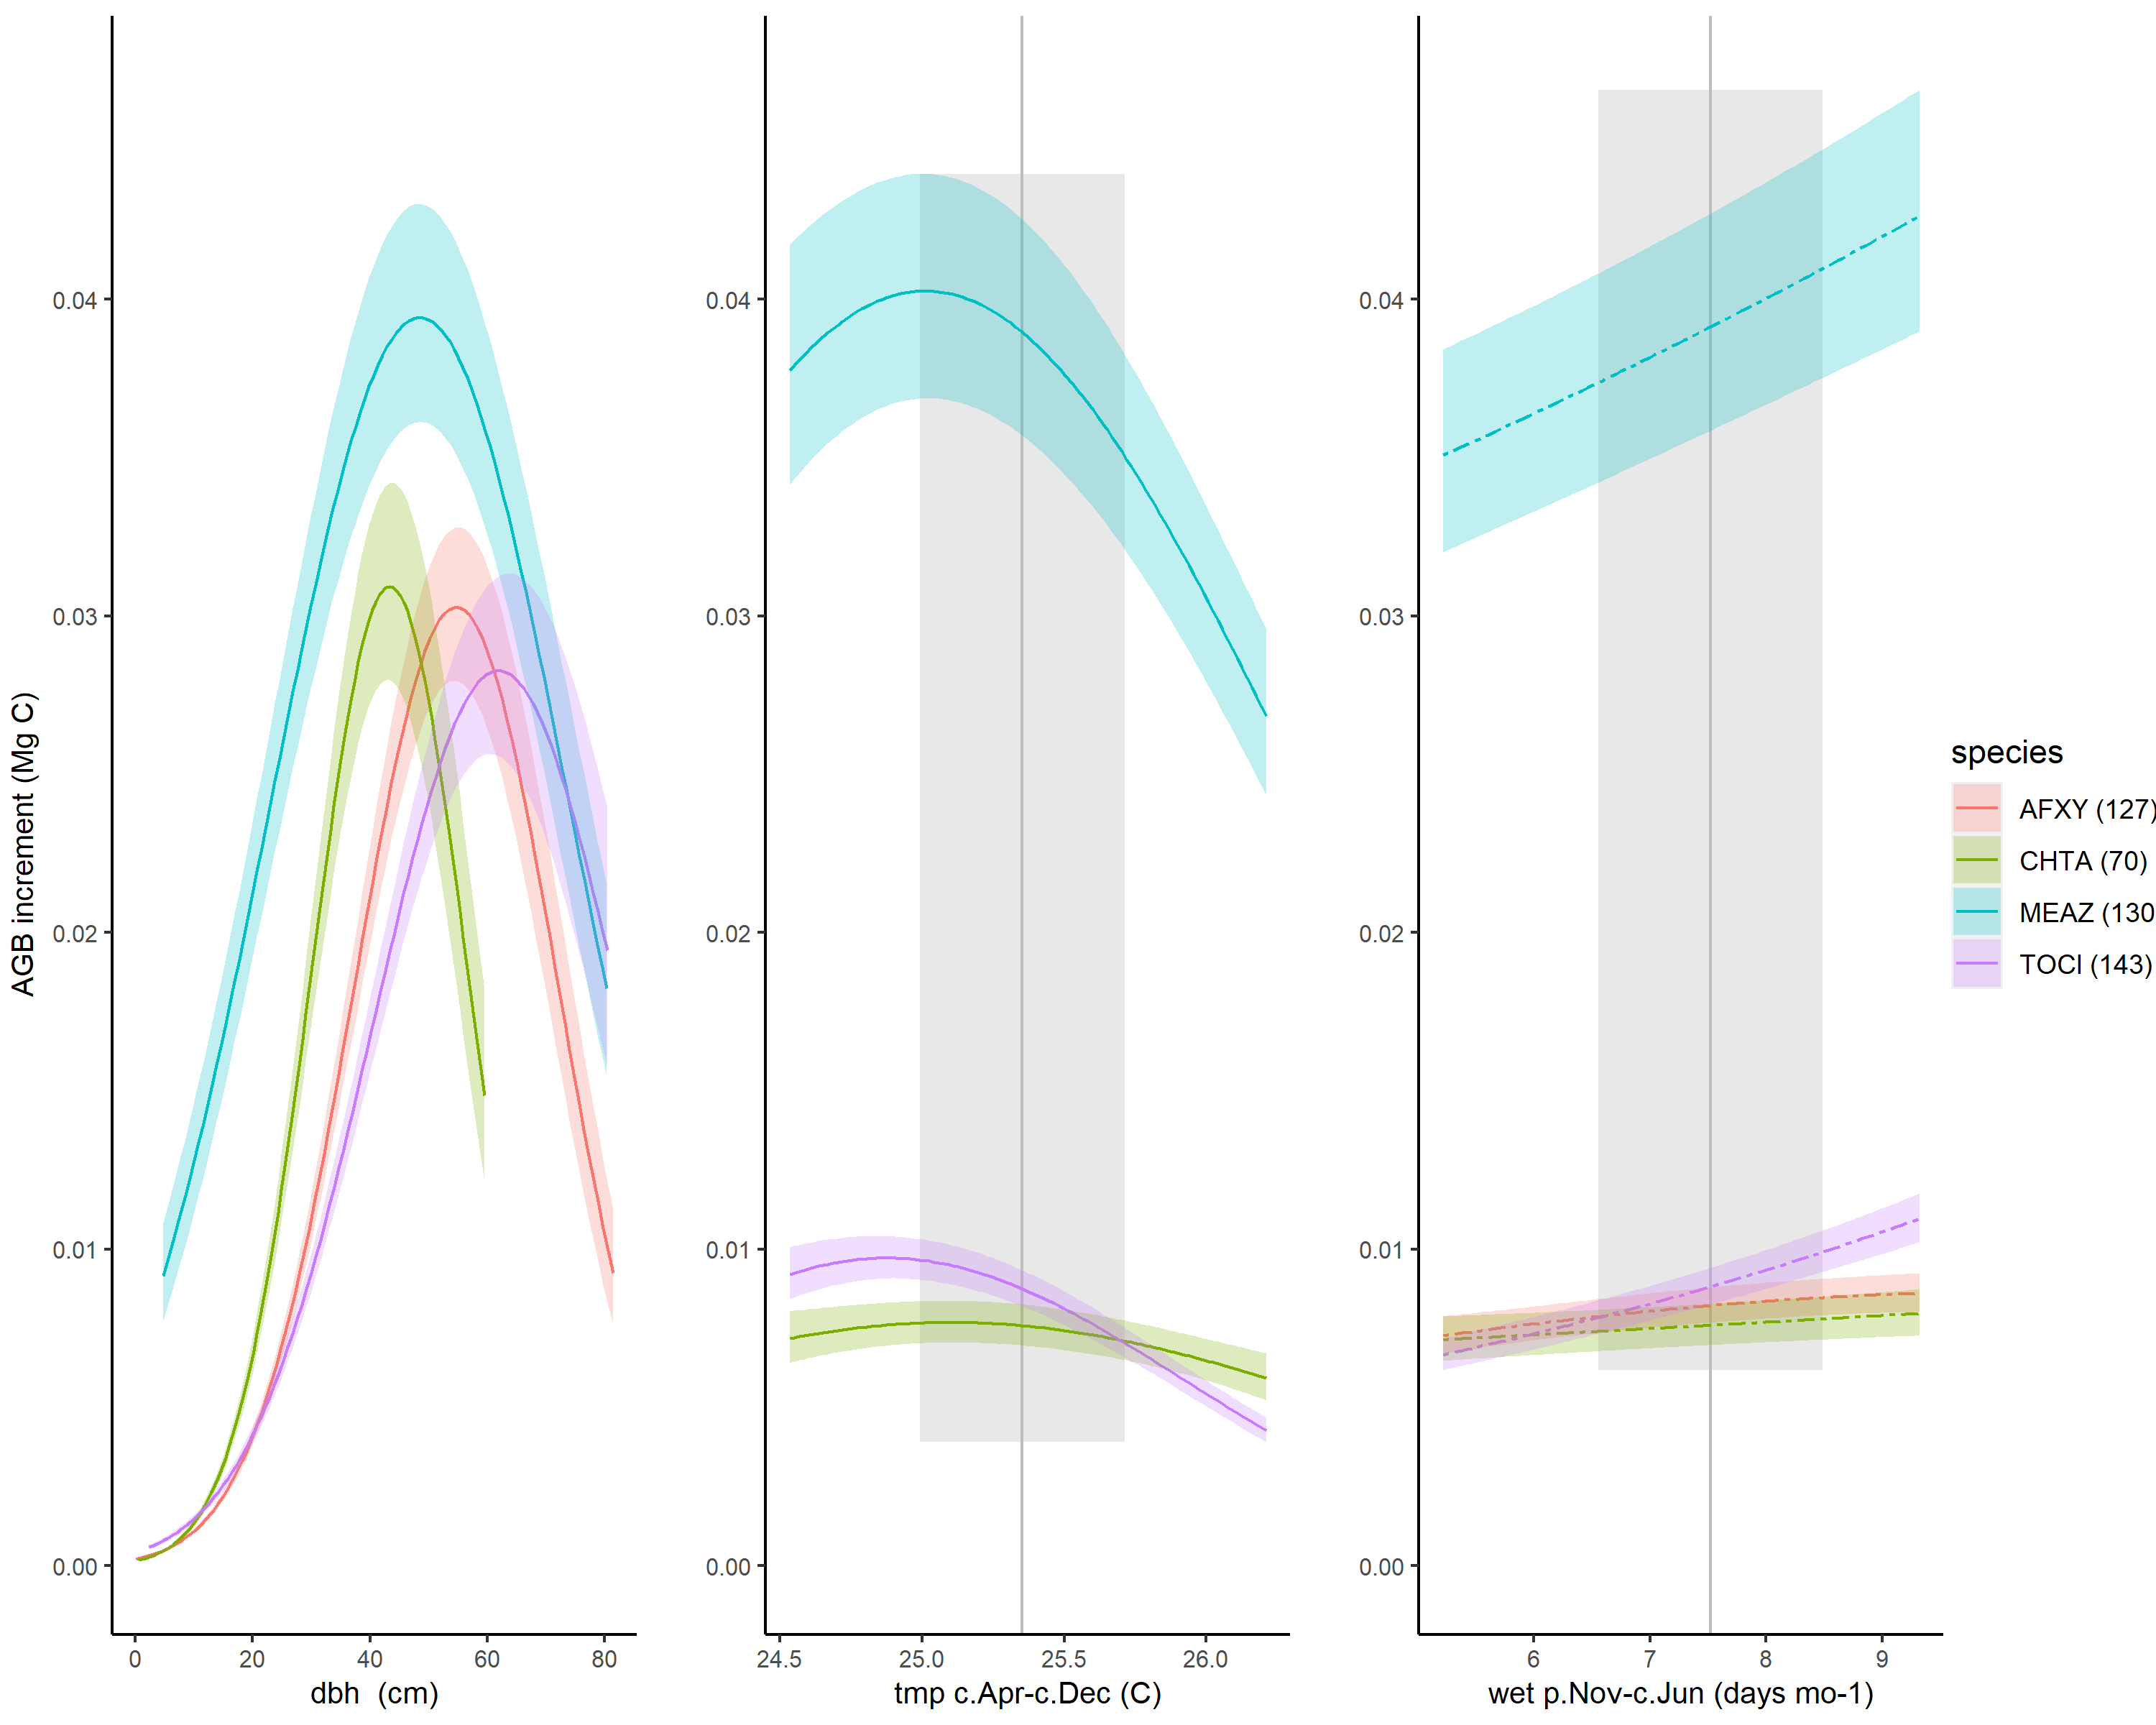 AGB increment (Mg C)
0.04
0.03
0.02
0.01
0.00
0 20 40 60 80
dbh  (cm)
0.04
0.03
0.02
0.01
0.00
24.5 25.0 25.5 26.0
tmp c.Apr-c.Dec (C)
0.04
0.03
0.02
0.01
0.00
6 7 8 9
wet p.Nov-c.Jun (days mo-1)
species
AFXY (127)
CHTA (70)
MEAZ (130
TOCI (143)